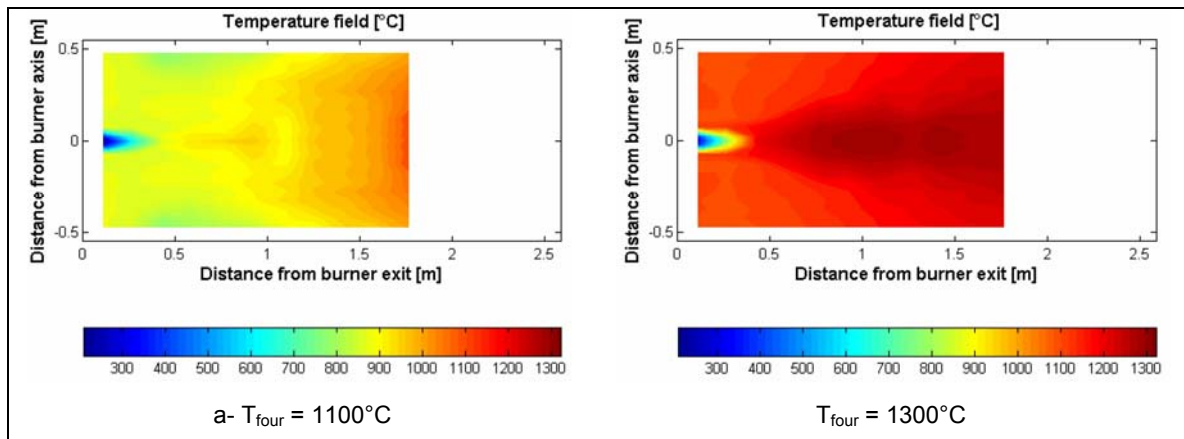 Temperature field [°C]
Distance from burner axis [m]
0.5
0
-0.5
0 0.5 1 1.5 2 2.5
Distance from burner exit [m]
300 400 500 600 700 800 900 1000 1100 1200 1300
a- Tfour = 1100°C
Temperature field [°C]
Distance from burner axis [m]
0.5
0
-0.5
0 0.5 1 1.5 2 2.5
Distance from burner exit [m]
300 400 500 600 700 800 900 1000 1100 1200 1300
Tfour = 1300°C